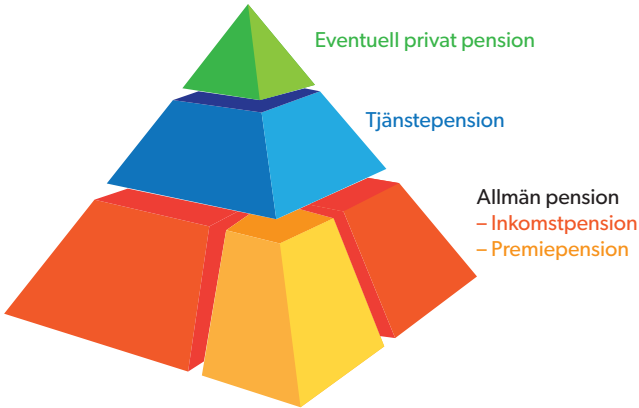 Eventuell privat pension
Tjänstepension
Allmän pension
– Inkomstpension
– Premiepension